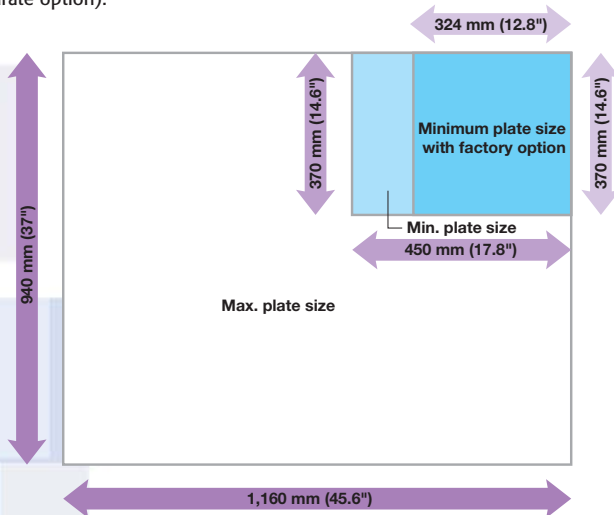 rate option).
324 mm (12.8")
370 mm (14.6")
370 mm (14.6")
Minimum plate size
with factory option
Min. plate size
450 mm (17.8")
940 mm (37")
Max. plate size
1,160 mm (45.6")